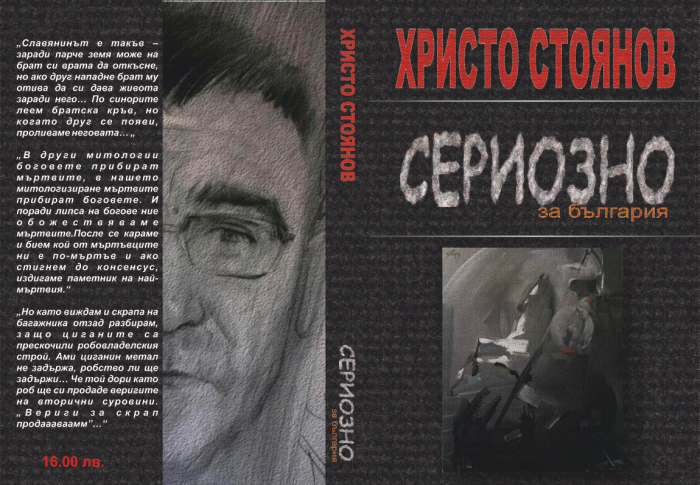 „Славянинът е такъв –
заради парче земя може на
брат си врата да откъсне,
но ако друг нападне брат му
отива да си дава живота
заради него… По синорите
леем братска кръв, но
когато друг се появи,
проливаме неговата…„
„В други митологии
боговете прибират
мъртвите, в нашето
митологизиране мъртвите
прибират боговете. И
поради липса на богове ние
обожествяваме
мъртвите.После се караме
и бием кой от мъртъвците
ни е по-мъртъв и ако
стигнем до консенсус,
издигаме паметник на най-
мъртвия.“
„Но като виждам и скрапа на
багажника отзад разбирам,
защо циганите са
прескочили робовладелския
строй. Ами циганин метал
не задържа, робство ли ще
задържи… Че той дори като
роб ще си продаде веригите
на вторични суровини.
„Вериги за скрап
продаааваамм”…“
16.00 лв.
ХРИСТО СТОЯНОВ
СЕРИОЗНО
за българия
ХРИСТО СТОЯНОВ
СЕРИОЗНО
за българия